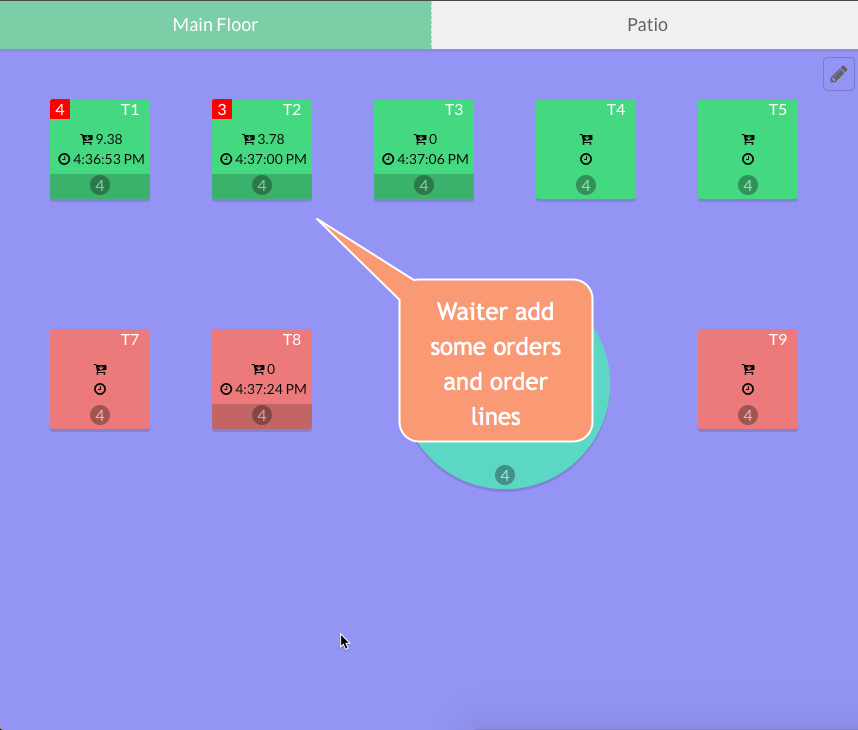 Main Floor
Patio
4 T1
9.38
4:36:53 PM
4
3 T2
3.78
4:37:00 PM
4
T3
0
4:37:06 PM
4
T4
4
T5
4
Waiter add
some orders
and order
lines
T7
4
T8
0
4:37:24 PM
4
4
T9
4